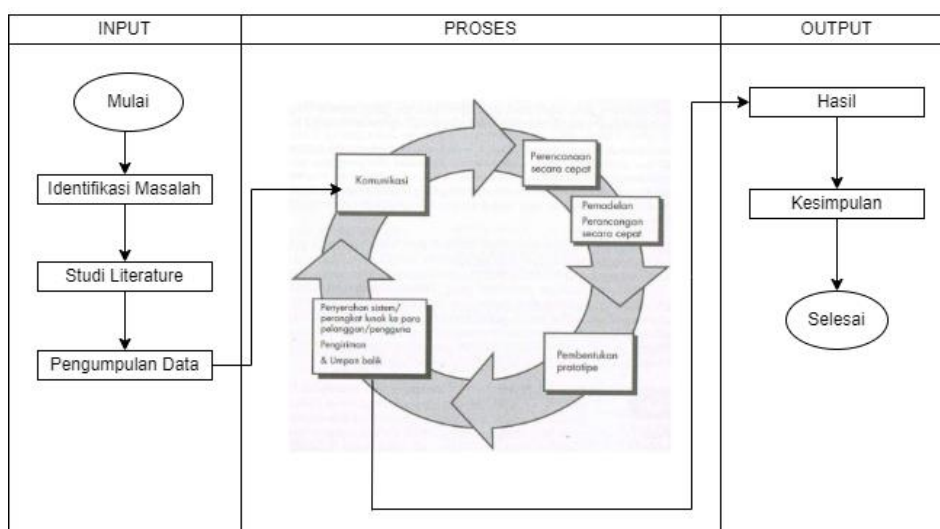 INPUT
PROSES
OUTPUT
Mulai
Identifikasi Masalah
Studi Literature
Pengumpulan Data
Komunikasi
Perencanaan
secara cepat
Pemodelan
Perancangan
secara cepat
Pembentukan
prototipe
Penyerahan sistem/
perangkat lunak ke para
pelanggan/pengguna
Pengiriman
& Umpan balik
Hasil
Kesimpulan
Selesai